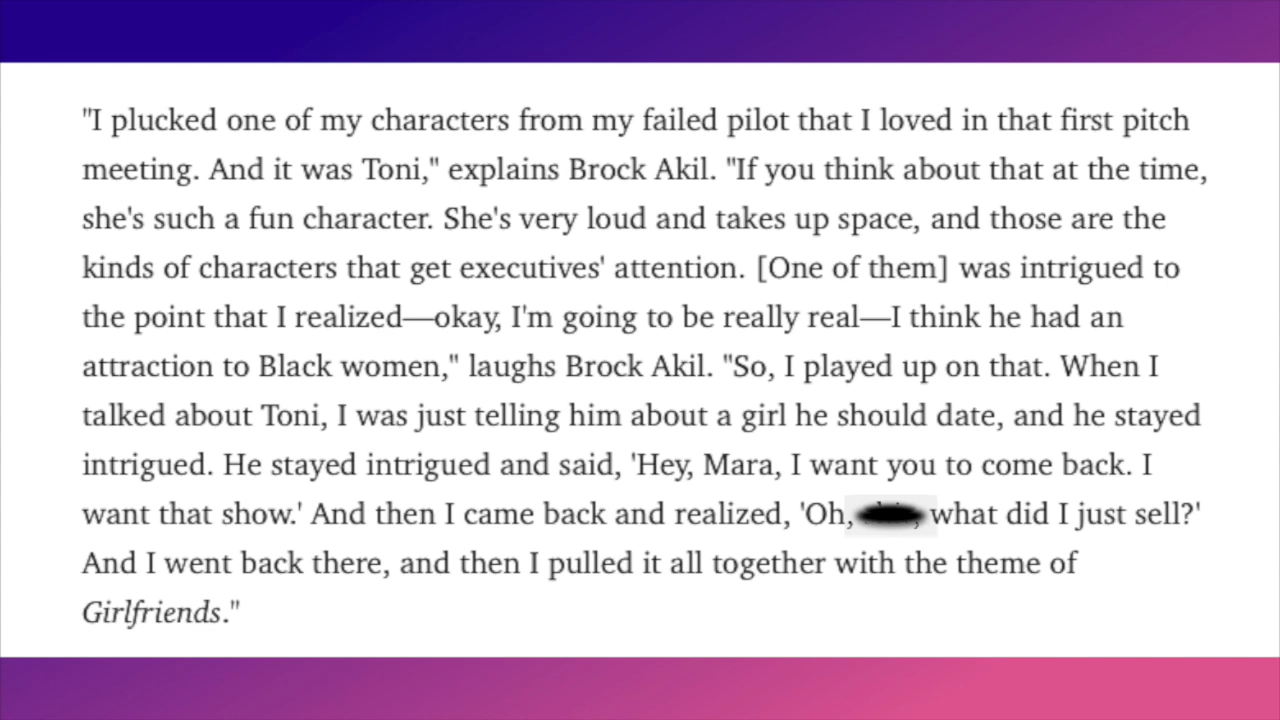 "I plucked one of my characters from my failed pilot that I loved in that first pitch
meeting. And it was Toni," explains Brock Akil. "If you think about that at the time,
she's such a fun character. She's very loud and takes up space, and those are the
kinds of characters that get executives' attention. [One of them] was intrigued to
the point that I realized—okay, I'm going to be really real—I think he had an
attraction to Black women," laughs Brock Akil. "So, I played up on that. When I
talked about Toni, I was just telling him about a girl he should date, and he stayed
intrigued. He stayed intrigued and said, 'Hey, Mara, I want you to come back. I
want that show.' And then I came back and realized, 'Oh, what did I just sell?'
And I went back there, and then I pulled it all together with the theme of
Girlfriends."